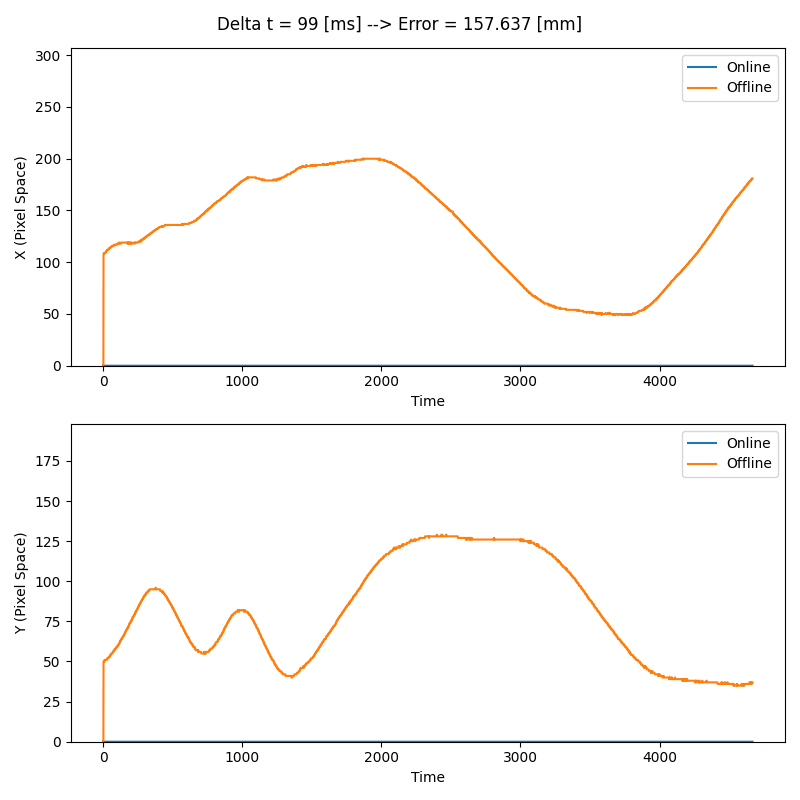 Delta t = 99 [ms] --> Error = 157.637 [mm]
300
250
200
150
100
50
0
X (Pixel Space)
Online
Offline
0 1000 2000 3000 4000
Time
175
150
125
100
75
50
25
0
Y (Pixel Space)
Online
Offline
0 1000 2000 3000 4000
Time